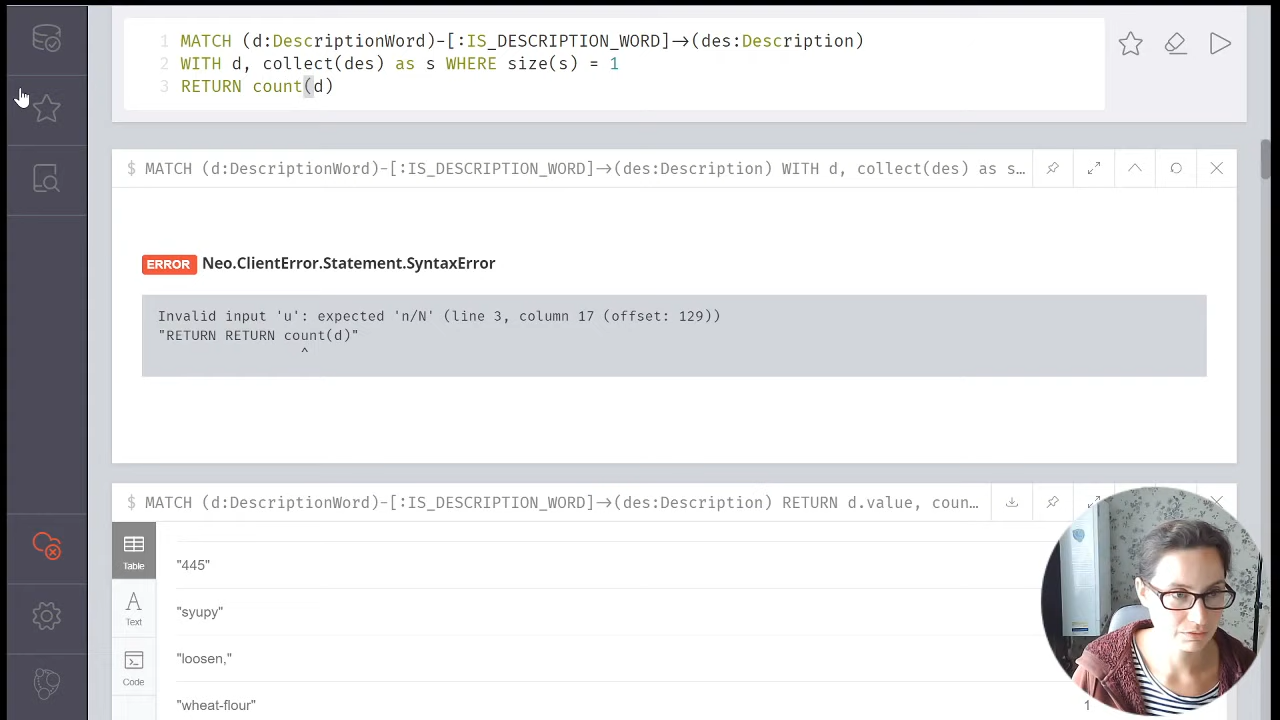 1 MATCH (d:DescriptionWord)-[:IS_DESCRIPTION_WORD]->(des:Description)
2 WITH d, collect(des) as s WHERE size(s) = 1
3 RETURN count(d)
$ MATCH (d:DescriptionWord)-[:IS_DESCRIPTION_WORD]->(des:Description) WITH d, collect(des) as s…
ERROR Neo.ClientError.Statement.SyntaxError
Invalid input 'u': expected 'n/N' (line 3, column 17 (offset: 129))
"RETURN RETURN count(d)"
^
$ MATCH (d:DescriptionWord)-[:IS_DESCRIPTION_WORD]->(des:Description) RETURN d.value, coun…
Table
"445"
Text
"syupy"
"loosen,"
Code
"wheat-flour" 1